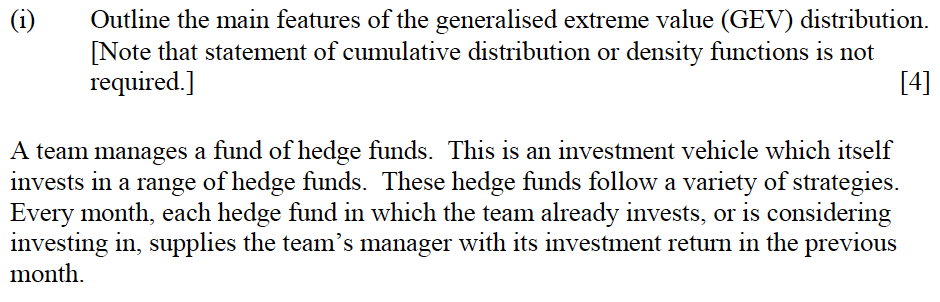 (i) Outline the main features of the generalised extreme value (GEV) distribution.
[Note that statement of cumulative distribution or density functions is not
required.] [4]
A team manages a fund of hedge funds. This is an investment vehicle which itself
invests in a range of hedge funds. These hedge funds follow a variety of strategies.
Every month, each hedge fund in which the team already invests, or is considering
investing in, supplies the team’s manager with its investment return in the previous
month.